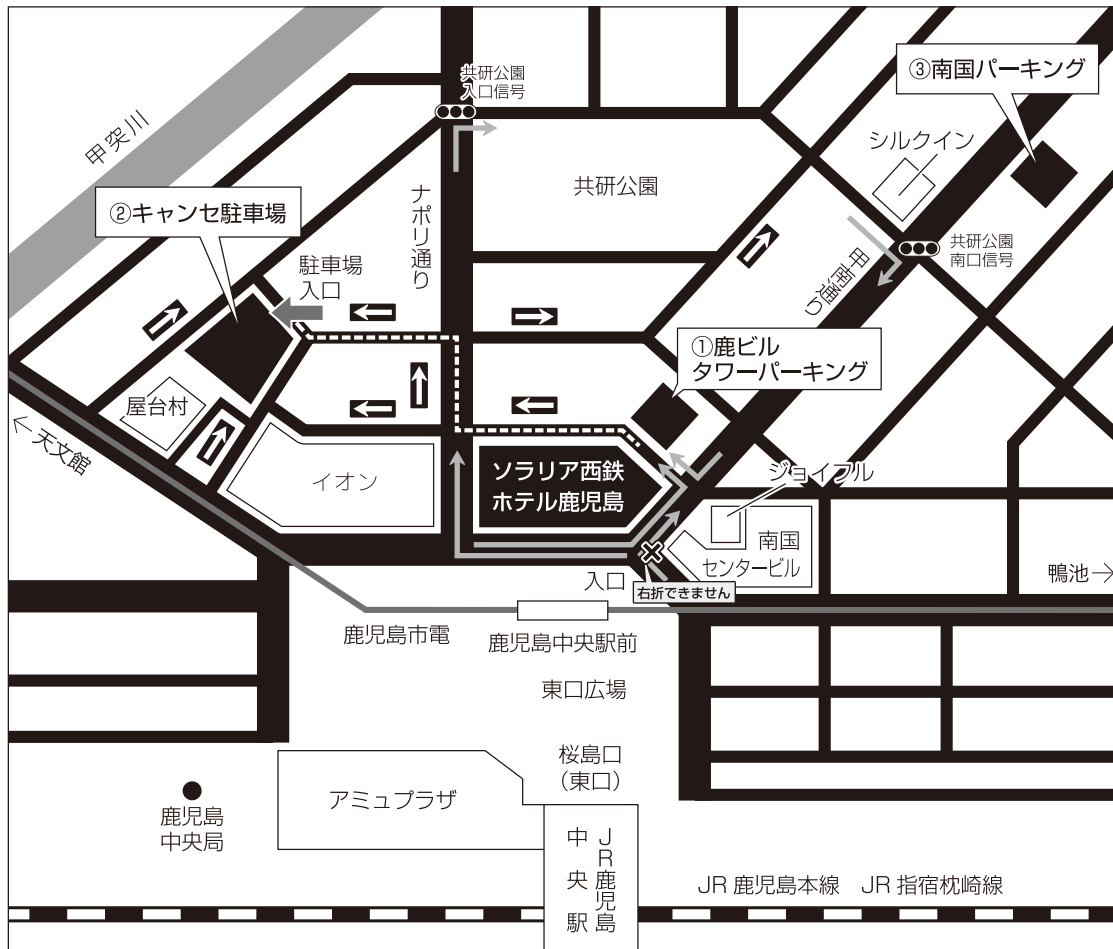 共研公園
入口信号
③南国パーキング
甲突川
シルクイン
ナポリ通り
共研公園
②キャンセ駐車場
共研公園
南口信号
駐車場
入口
甲南通り
①鹿ビル
タワーパーキング
屋台村
←天文館
イオン
ソラリア西鉄
ホテル鹿児島
ジョイフル
南国
センタービル
鴨池→
入口
右折できません
鹿児島市電
鹿児島中央駅前
東口広場
桜島口
（東口）
アミュプラザ
鹿児島
中央局
JR鹿児島
中央駅
JR 鹿児島本線 JR 指宿枕崎線